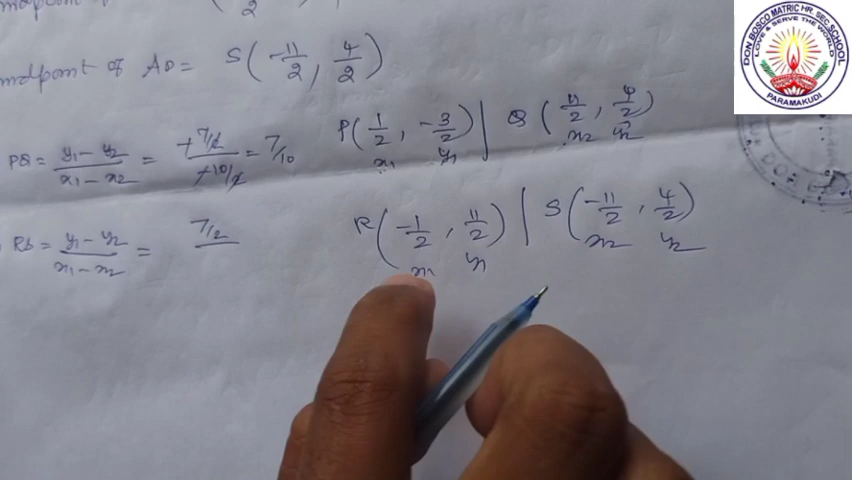 midpoint of
midpoint of AD = S(-11/2, 4/2)
PQ = y₁ - y₂ / x₁ - x₂ = +7/2 / +10/2 = 7/10
P(1/2, -3/2) | Q(11/2, 4/2)
x₁ y₁ x₂ y₂
RS = y₁ - y₂ / x₁ - x₂ = 7/2
R(-1/2, 11/2) | S(-11/2, 4/2)
x₁ y₁ x₂ y₂
DON BOSCO MATRIC HR. SEC. SCHOOL
LOVE & SERVE THE WORLD
PARAMAKUDI